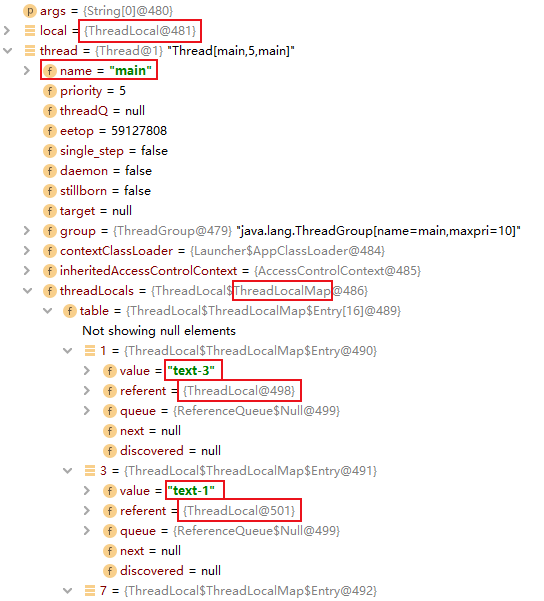 args = {String[0]@480}
local = {ThreadLocal@481}
thread = {Thread@1} "Thread[main,5,main]"
name = "main"
priority = 5
threadQ = null
eetop = 59127808
single_step = false
daemon = false
stillborn = false
target = null
group = {ThreadGroup@479} "java.lang.ThreadGroup[name=main,maxpri=10]"
contextClassLoader = {Launcher$AppClassLoader@484}
inheritedAccessControlContext = {AccessControlContext@485}
threadLocals = {ThreadLocal$ThreadLocalMap@486}
table = {ThreadLocal$ThreadLocalMap$Entry[16]@489}
Not showing null elements
1 = {ThreadLocal$ThreadLocalMap$Entry@490}
value = "text-3"
referent = {ThreadLocal@498}
queue = {ReferenceQueue$Null@499}
next = null
discovered = null
3 = {ThreadLocal$ThreadLocalMap$Entry@491}
value = "text-1"
referent = {ThreadLocal@501}
queue = {ReferenceQueue$Null@499}
next = null
discovered = null
7 = {ThreadLocal$ThreadLocalMap$Entry@492}